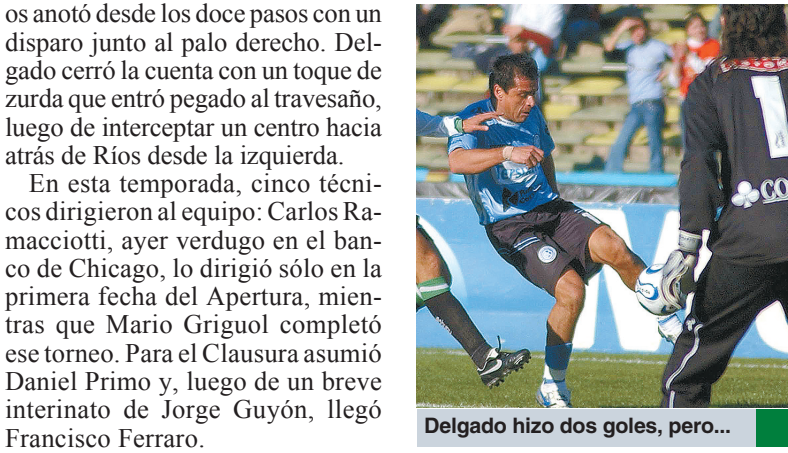 os anotó desde los doce pasos con un
disparo junto al palo derecho. Del-
gado cerró la cuenta con un toque de
zurda que entró pegado al travesaño,
luego de interceptar un centro hacia
atrás de Ríos desde la izquierda.
En esta temporada, cinco técni-
cos dirigieron al equipo: Carlos Ra-
macciotti, ayer verdugo en el ban-
co de Chicago, lo dirigió sólo en la
primera fecha del Apertura, mien-
tras que Mario Griguol completó
ese torneo. Para el Clausura asumió
Daniel Primo y, luego de un breve
interinato de Jorge Guyón, llegó
Francisco Ferraro.
1
CO
Delgado hizo dos goles, pero...